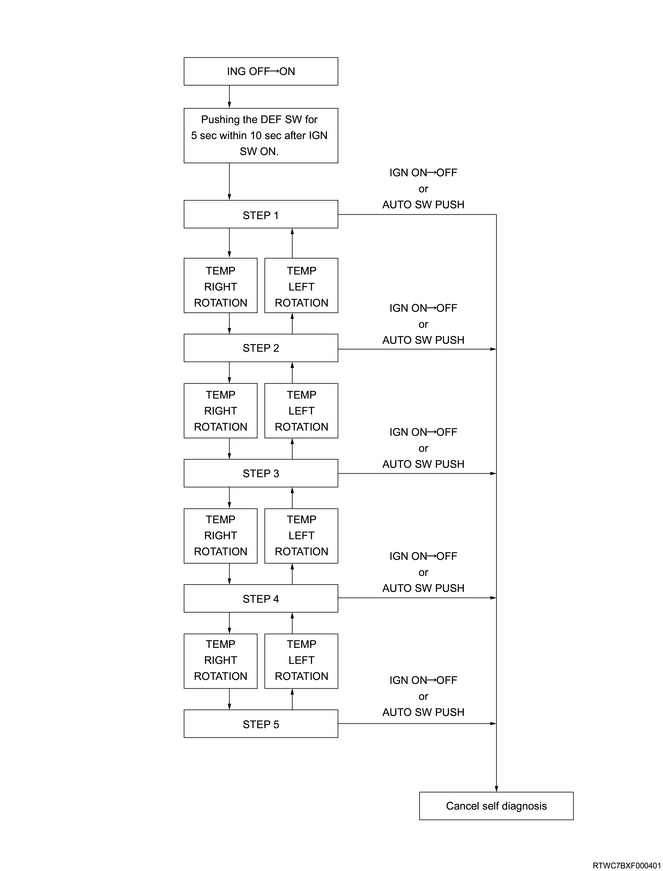 ING OFF→ON
Pushing the DEF SW for
5 sec within 10 sec after IGN
SW ON.
IGN ON→OFF
or
AUTO SW PUSH
STEP 1
TEMP
RIGHT
ROTATION
TEMP
LEFT
ROTATION
IGN ON→OFF
or
AUTO SW PUSH
STEP 2
TEMP
RIGHT
ROTATION
TEMP
LEFT
ROTATION
IGN ON→OFF
or
AUTO SW PUSH
STEP 3
TEMP
RIGHT
ROTATION
TEMP
LEFT
ROTATION
IGN ON→OFF
or
AUTO SW PUSH
STEP 4
TEMP
RIGHT
ROTATION
TEMP
LEFT
ROTATION
IGN ON→OFF
or
AUTO SW PUSH
STEP 5
Cancel self diagnosis
RTWC7BXF000401